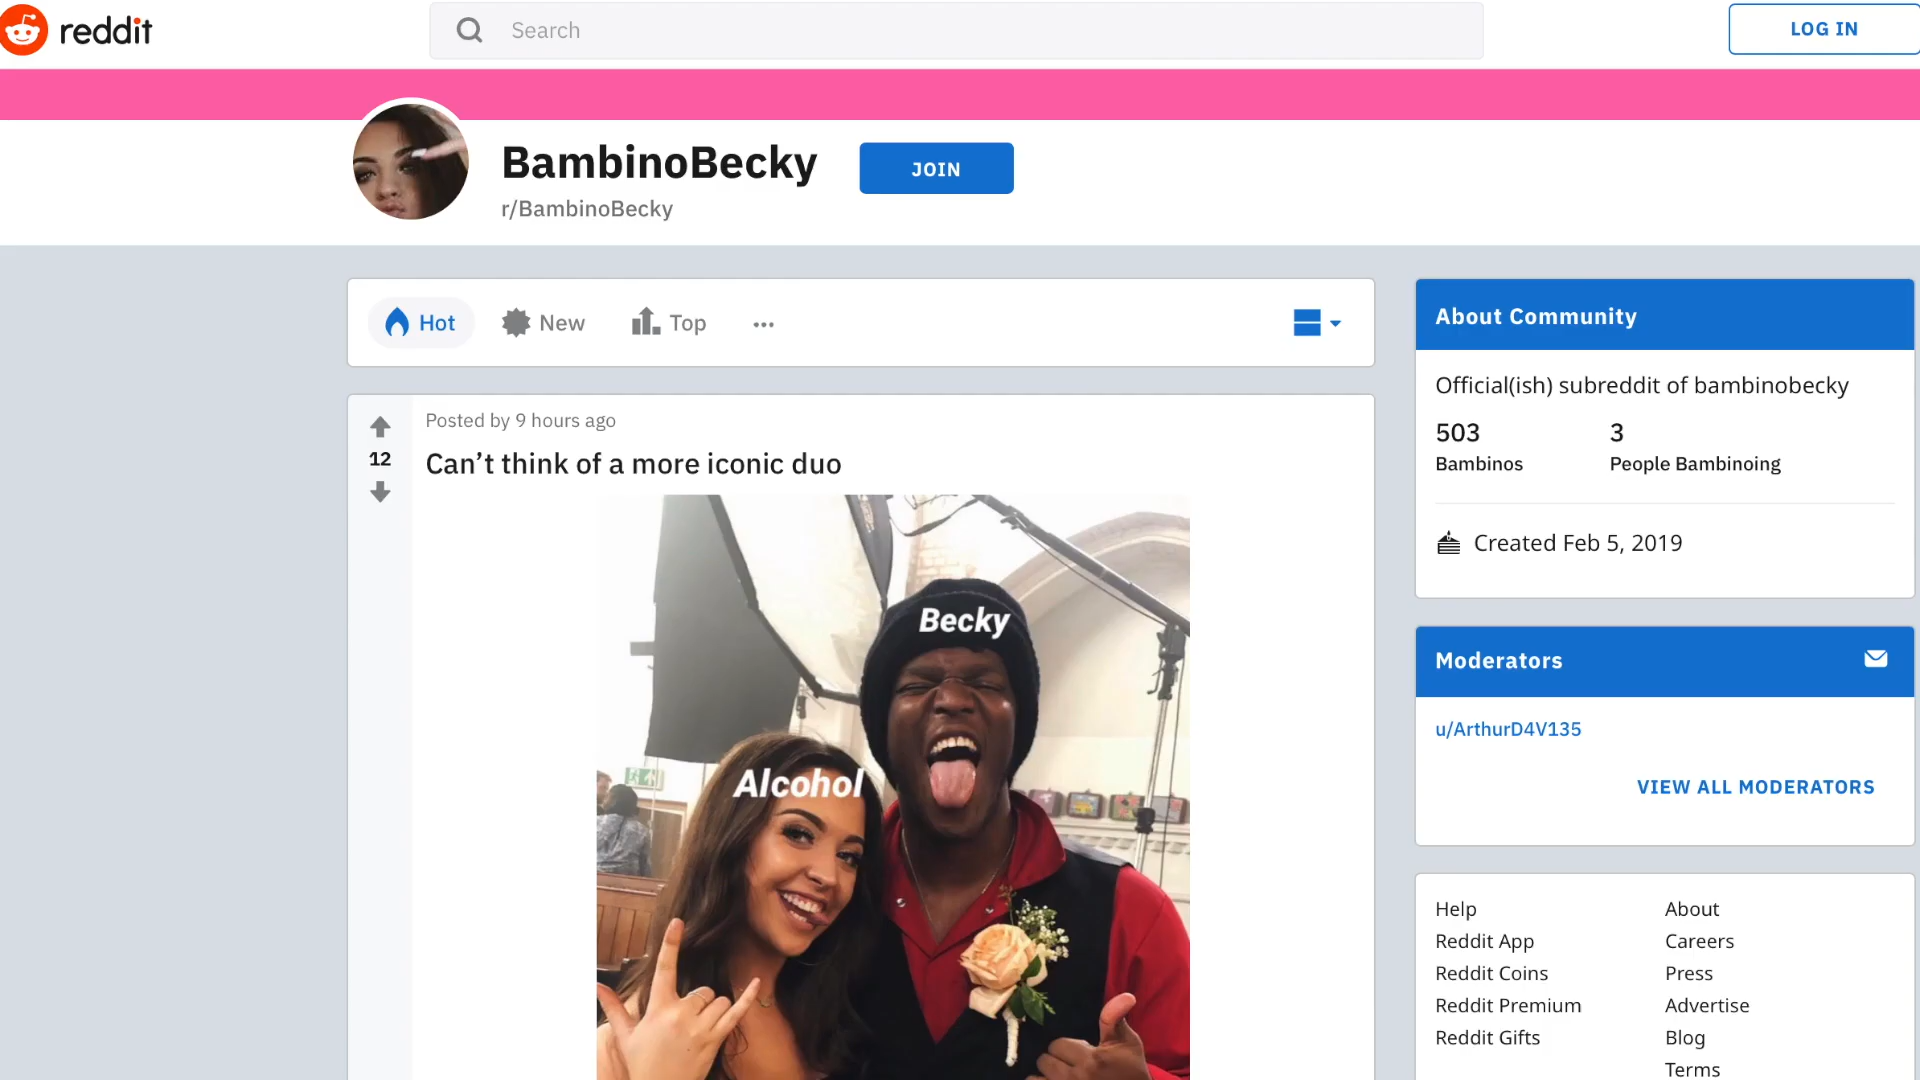 reddit
Search
LOG IN
BambinoBecky
JOIN
r/BambinoBecky
Hot
New
Top
Posted by 9 hours ago
12
Can’t think of a more iconic duo
Becky
Alcohol
About Community
Official(ish) subreddit of bambinobecky
503
3
Bambinos
People Bambinoing
Created Feb 5, 2019
Moderators
u/ArthurD4V135
VIEW ALL MODERATORS
Help
About
Reddit App
Careers
Reddit Coins
Press
Reddit Premium
Advertise
Reddit Gifts
Blog
Terms